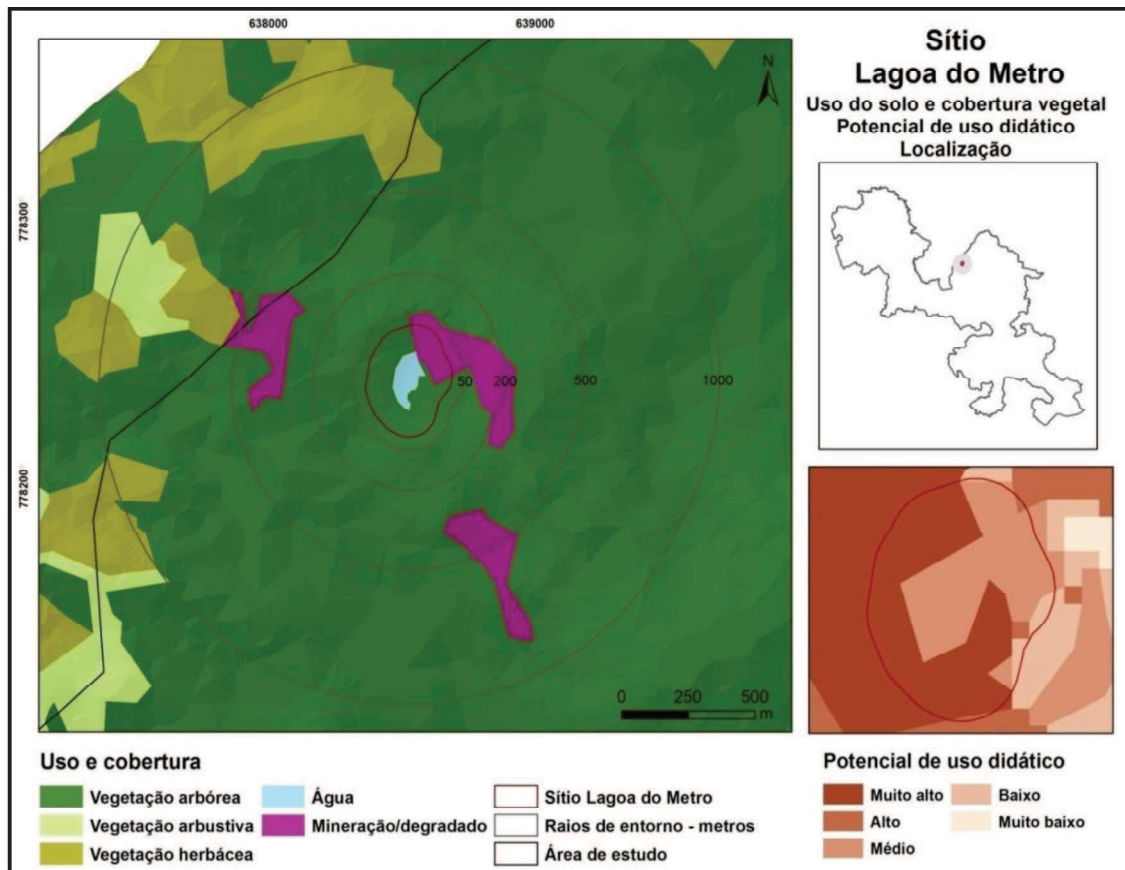 638000
639000
778300
778200
N
50
200
500
1000
0
250
500
m
Sítio
Lagoa do Metro
Uso do solo e cobertura vegetal
Potencial de uso didático
Localização
Uso e cobertura
Vegetação arbórea
Vegetação arbustiva
Vegetação herbácea
Água
Mineração/degradado
Sítio Lagoa do Metro
Raios de entorno - metros
Área de estudo
Potencial de uso didático
Muito alto
Alto
Médio
Baixo
Muito baixo